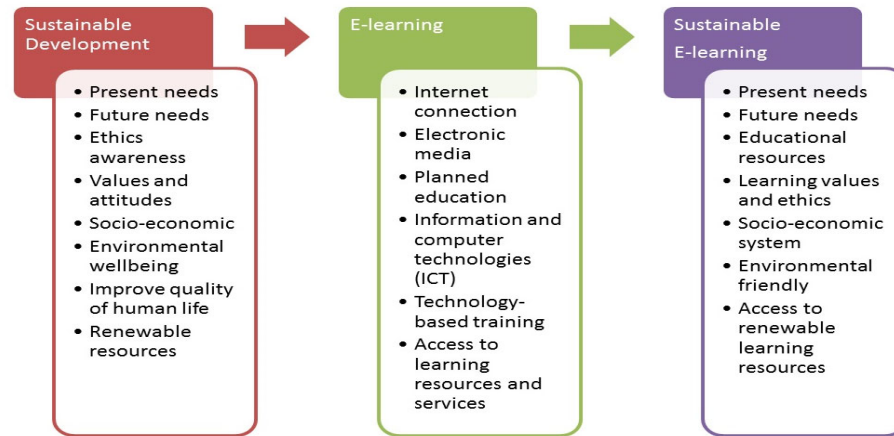 Sustainable
Development
• Present needs
• Future needs
• Ethics
awareness
• Values and
attitudes
• Socio-economic
• Environmental
wellbeing
• Improve quality
of human life
• Renewable
resources
E-learning
• Internet
connection
• Electronic
media
• Planned
education
• Information and
computer
technologies
(ICT)
• Technology-
based training
• Access to
learning
resources and
services
Sustainable
E-learning
• Present needs
• Future needs
• Educational
resources
• Learning values
and ethics
• Socio-economic
system
• Environmental
friendly
• Access to
renewable
learning
resources